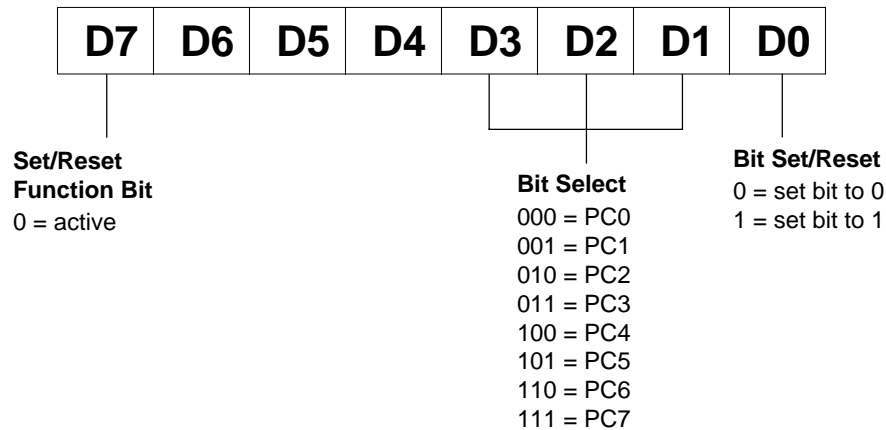 D7 D6 D5 D4 D3 D2 D1 D0
Set/Reset
Function Bit
0 = active
Bit Select
000 = PC0
001 = PC1
010 = PC2
011 = PC3
100 = PC4
101 = PC5
110 = PC6
111 = PC7
Bit Set/Reset
0 = set bit to 0
1 = set bit to 1